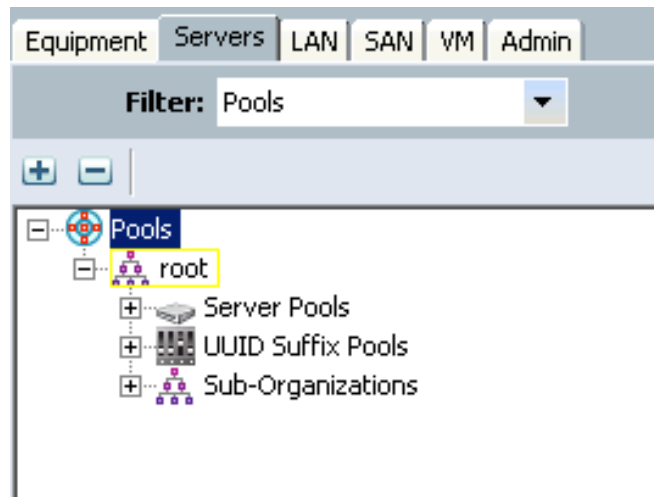 Equipment Servers LAN SAN VM Admin
Filter: Pools
Pools
root
Server Pools
UUID Suffix Pools
Sub-Organizations